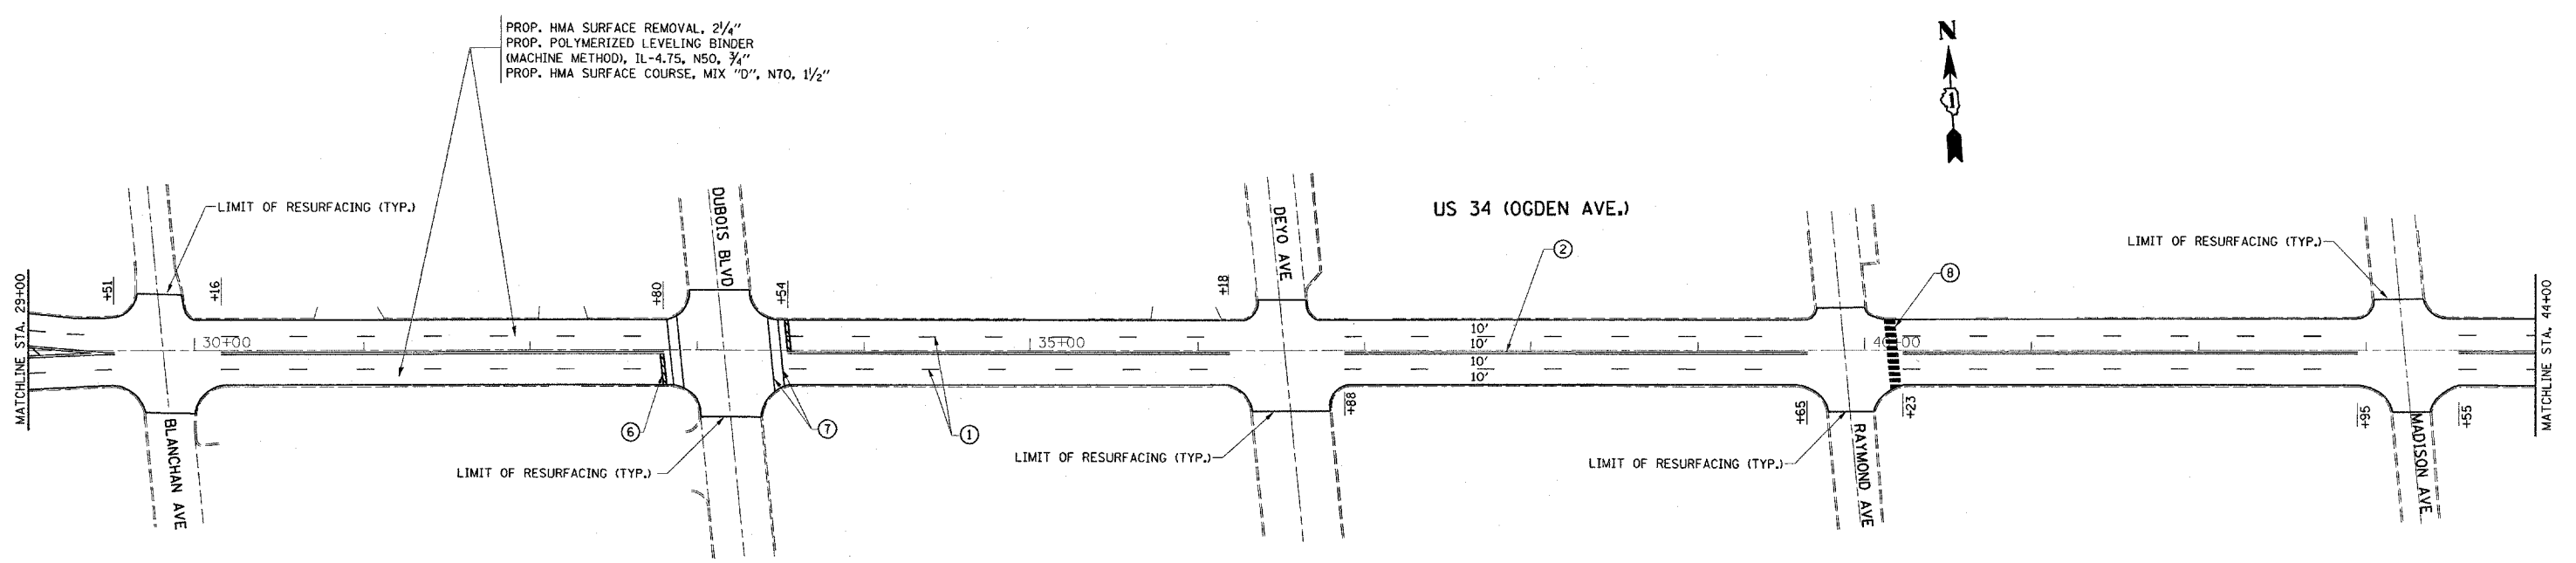 PROP. HMA SURFACE REMOVAL, 2¼"
PROP. POLYMERIZED LEVELING BINDER
(MACHINE METHOD), IL-4.75, N50, ¾"
PROP. HMA SURFACE COURSE, MIX "D", N70, 1½"
N
1
LIMIT OF RESURFACING (TYP.)
DUBOIS BLVD
DEYO AVE
US 34 (OGDEN AVE.)
2
LIMIT OF RESURFACING (TYP.)
8
MATCHLINE STA. 29+00
+51
+16
+80
+54
+18
MATCHLINE STA. 44+00
30+00
35+00
10'
10'
10'
10'
40+00
BLANCHAN AVE
6
7
1
+88
+65
+23
+95
+55
RAYMOND AVE
MADISON AVE
LIMIT OF RESURFACING (TYP.)
LIMIT OF RESURFACING (TYP.)
LIMIT OF RESURFACING (TYP.)